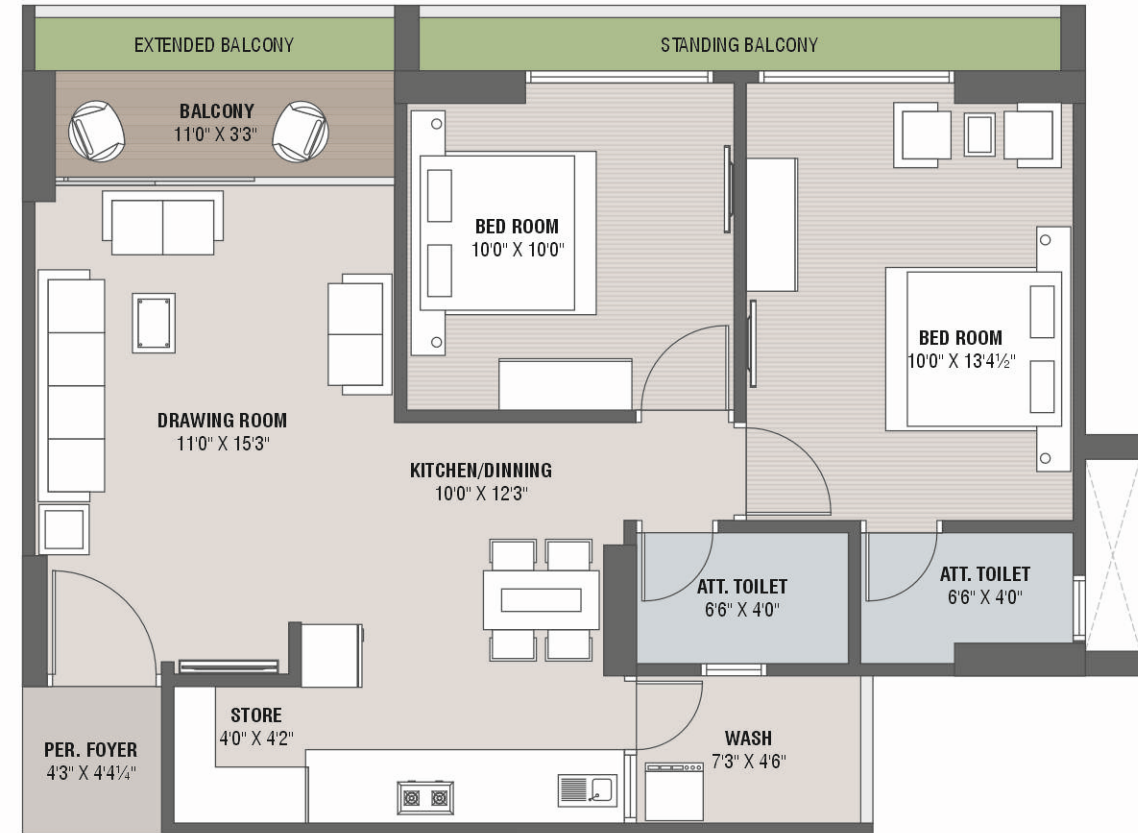 EXTENDED BALCONY
STANDING BALCONY
BALCONY
11'0" X 3'3"
BED ROOM
10'0" X 10'0"
BED ROOM
10'0" X 13'4½"
DRAWING ROOM
11'0" X 15'3"
KITCHEN/DINNING
10'0" X 12'3"
ATT. TOILET
6'6" X 4'0"
ATT. TOILET
6'6" X 4'0"
STORE
4'0" X 4'2"
PER. FOYER
4'3" X 4'4¼"
WASH
7'3" X 4'6"